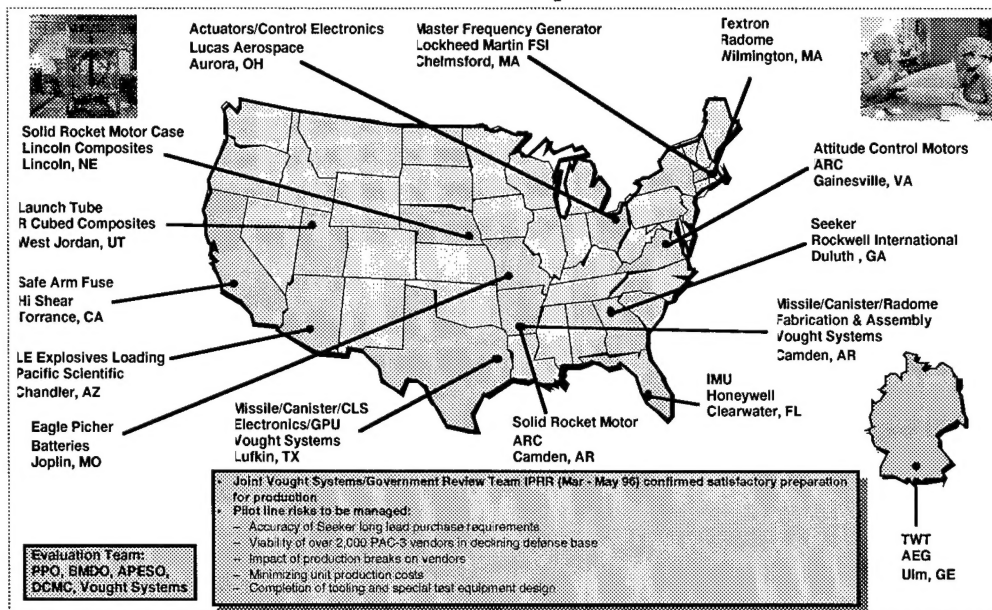 Actuators/Control Electronics
Lucas Aerospace
Aurora, OH
Master Frequency Generator
Lockheed Martin FSI
Chelmsford, MA
Textron
Radome
Wilmington, MA
Solid Rocket Motor Case
Lincoln Composites
Lincoln, NE
Attitude Control Motors
ARC
Gainesville, VA
Launch Tube
R Cubed Composites
West Jordan, UT
Seeker
Rockwell International
Duluth , GA
Safe Arm Fuse
Hi Shear
Torrance, CA
Missile/Canister/Radome
Fabrication & Assembly
Vought Systems
Camden, AR
LE Explosives Loading
Pacific Scientific
Chandler, AZ
IMU
Honeywell
Clearwater, FL
Eagle Picher
Batteries
Joplin, MO
Missile/Canister/CLS
Electronics/GPU
Vought Systems
Lufkin, TX
Solid Rocket Motor
ARC
Camden, AR
TWT
AEG
Ulm, GE
• Joint Vought Systems/Government Review Team IPRR (Mar - May 96) confirmed satisfactory preparation
for production
• Pilot line risks to be managed:
– Accuracy of Seeker long lead purchase requirements
– Viability of over 2,000 PAC-3 vendors in declining defense base
– Impact of production breaks on vendors
– Minimizing unit production costs
– Completion of tooling and special test equipment design
Evaluation Team:
PPO, BMDO, APESO,
DCMC, Vought Systems